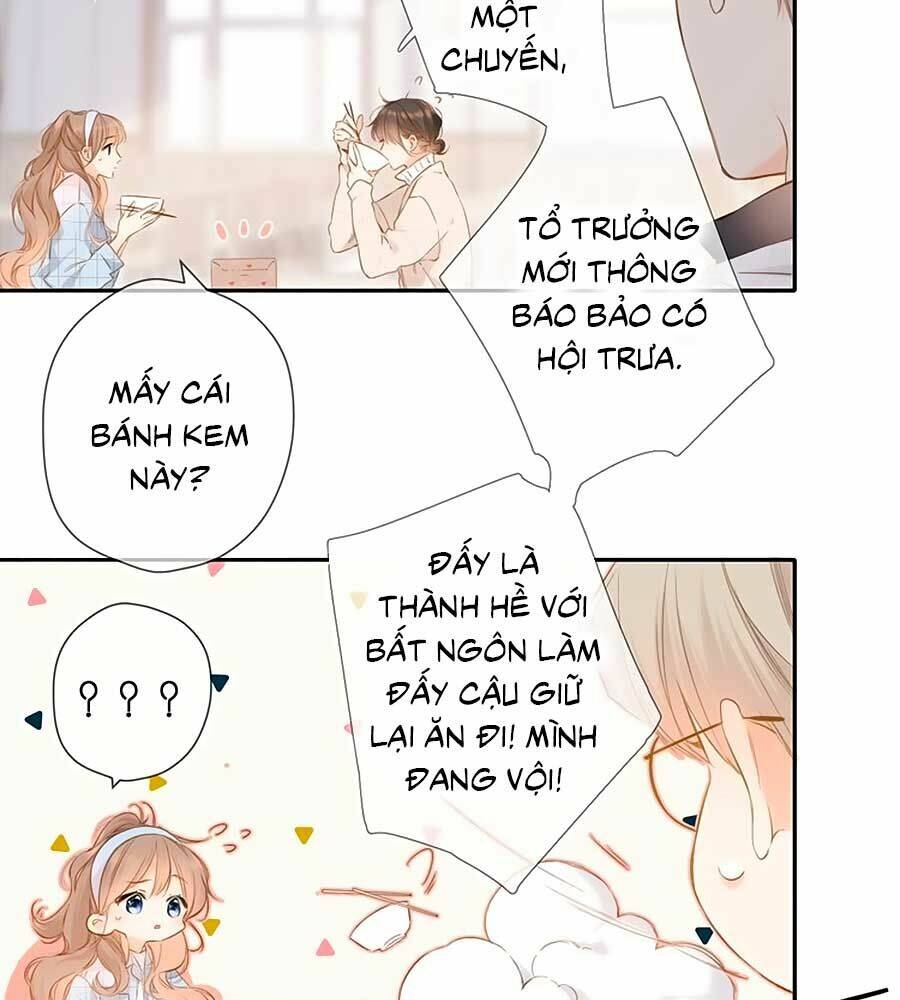 MỘT
CHUYẾN,
TỔ TRƯỞNG
MỚI THÔNG
BÁO BẢO CÓ
HỘI TRƯA.
MẤY CÁI
BÁNH KEM
NÀY?
ĐẤY LÀ
THÀNH HỀ VỚI
BẤT NGÔN LÀM
ĐẤY CẬU GIỮ
LẠI ĂN ĐI! MÌNH
ĐANG VỘI!
???